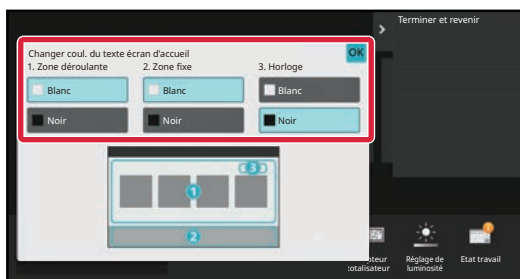 Terminer et revenir
Changer coul. du texte écran d'accueil
OK
1. Zone déroulante
2. Zone fixe
3. Horloge
Blanc
Blanc
Blanc
Noir
Noir
Noir
3
1
2
totalisateur
Réglage de
luminosité
Etat travail